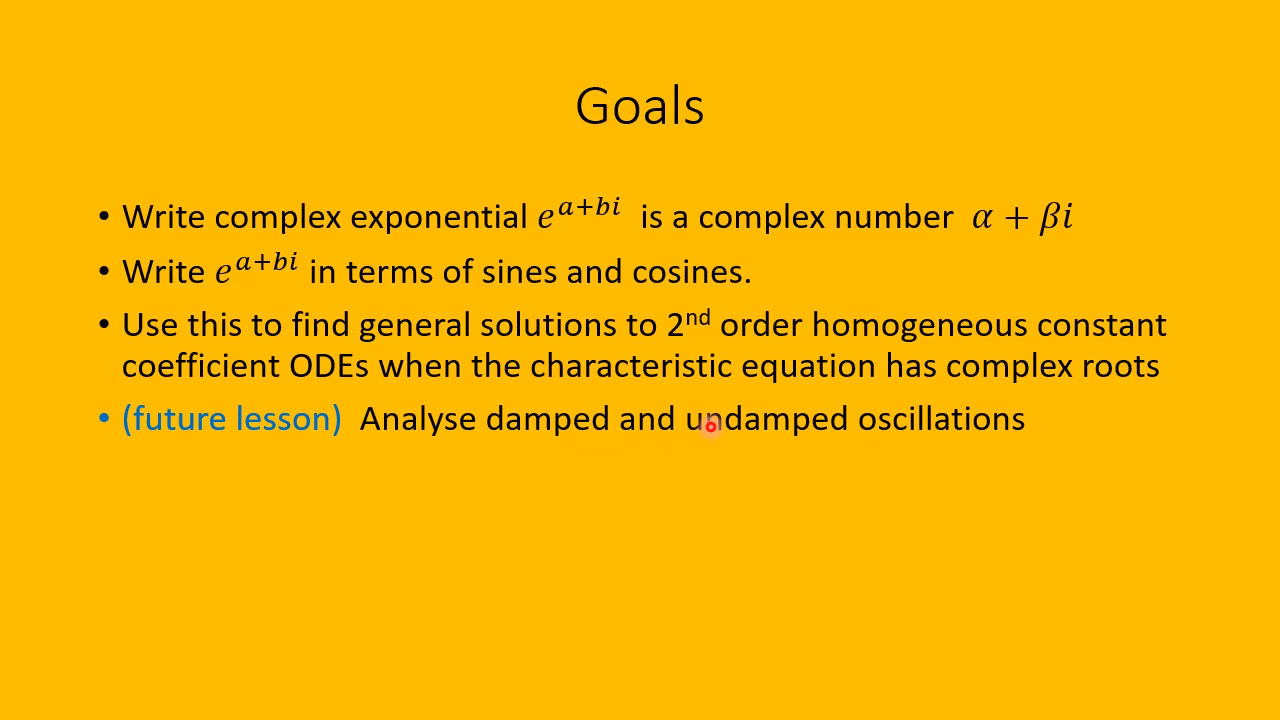 Goals
• Write complex exponential $e^{a+bi}$ is a complex number $\alpha + \beta i$
• Write $e^{a+bi}$ in terms of sines and cosines.
• Use this to find general solutions to 2nd order homogeneous constant
coefficient ODEs when the characteristic equation has complex roots
• (future lesson) Analyse damped and undamped oscillations